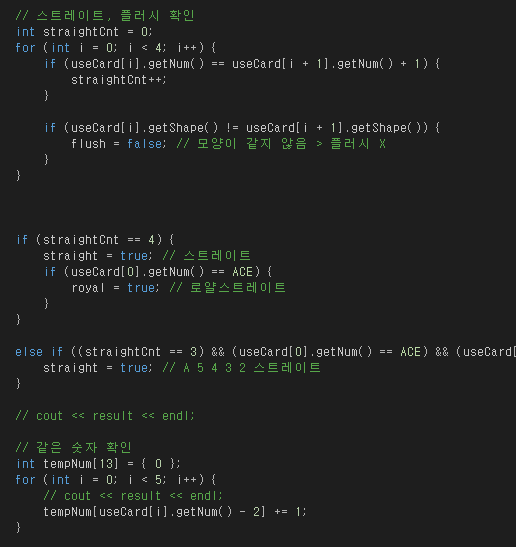 // 스트레이트, 플러시 확인
int straightCnt = 0;
for (int i = 0; i < 4; i++) {
    if (useCard[i].getNum() == useCard[i + 1].getNum() + 1) {
        straightCnt++;
    }
    if (useCard[i].getShape() != useCard[i + 1].getShape()) {
        flush = false; // 모양이 같지 않음 > 플러시 X
    }
}
if (straightCnt == 4) {
    straight = true; // 스트레이트
    if (useCard[0].getNum() == ACE) {
        royal = true; // 로얄스트레이트
    }
}
else if ((straightCnt == 3) && (useCard[0].getNum() == ACE) && (useCard[
    straight = true; // A 5 4 3 2 스트레이트
}
// cout << result << endl;
// 같은 숫자 확인
int tempNum[13] = { 0 };
for (int i = 0; i < 5; i++) {
    // cout << result << endl;
    tempNum[useCard[i].getNum() - 2] += 1;
}